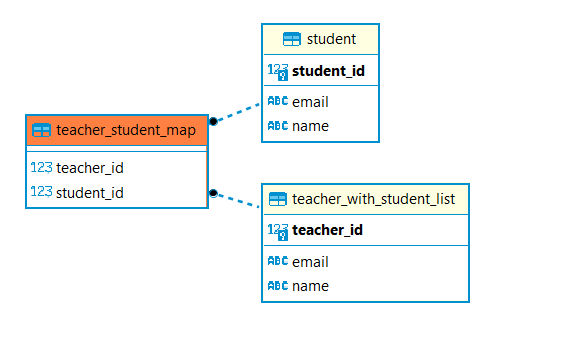 student
123 student_id
ABC email
ABC name
teacher_student_map
123 teacher_id
123 student_id
teacher_with_student_list
123 teacher_id
ABC email
ABC name